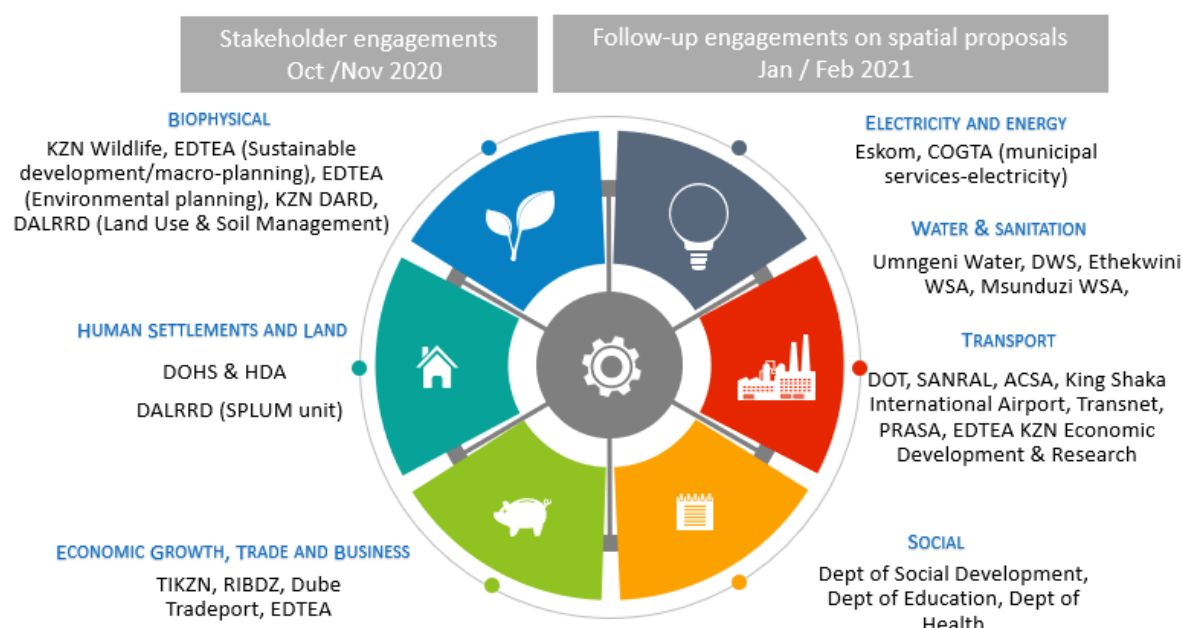 Stakeholder engagements
Oct /Nov 2020
Follow-up engagements on spatial proposals
Jan / Feb 2021
BIOPHYSICAL
KZN Wildlife, EDTEA (Sustainable
development/macro-planning), EDTEA
(Environmental planning), KZN DARD,
DALRRD (Land Use & Soil Management)
HUMAN SETTLEMENTS AND LAND
DOHS & HDA
DALRRD (SPLUM unit)
ECONOMIC GROWTH, TRADE AND BUSINESS
TIKZN, RIBDZ, Dube
Tradeport, EDTEA
ELECTRICITY AND ENERGY
Eskom, COGTA (municipal
services-electricity)
WATER & SANITATION
Umngeni Water, DWS, Ethekwini
WSA, Msunduzi WSA,
TRANSPORT
DOT, SANRAL, ACSA, King Shaka
International Airport, Transnet,
PRASA, EDTEA KZN Economic
Development & Research
SOCIAL
Dept of Social Development,
Dept of Education, Dept of
Health